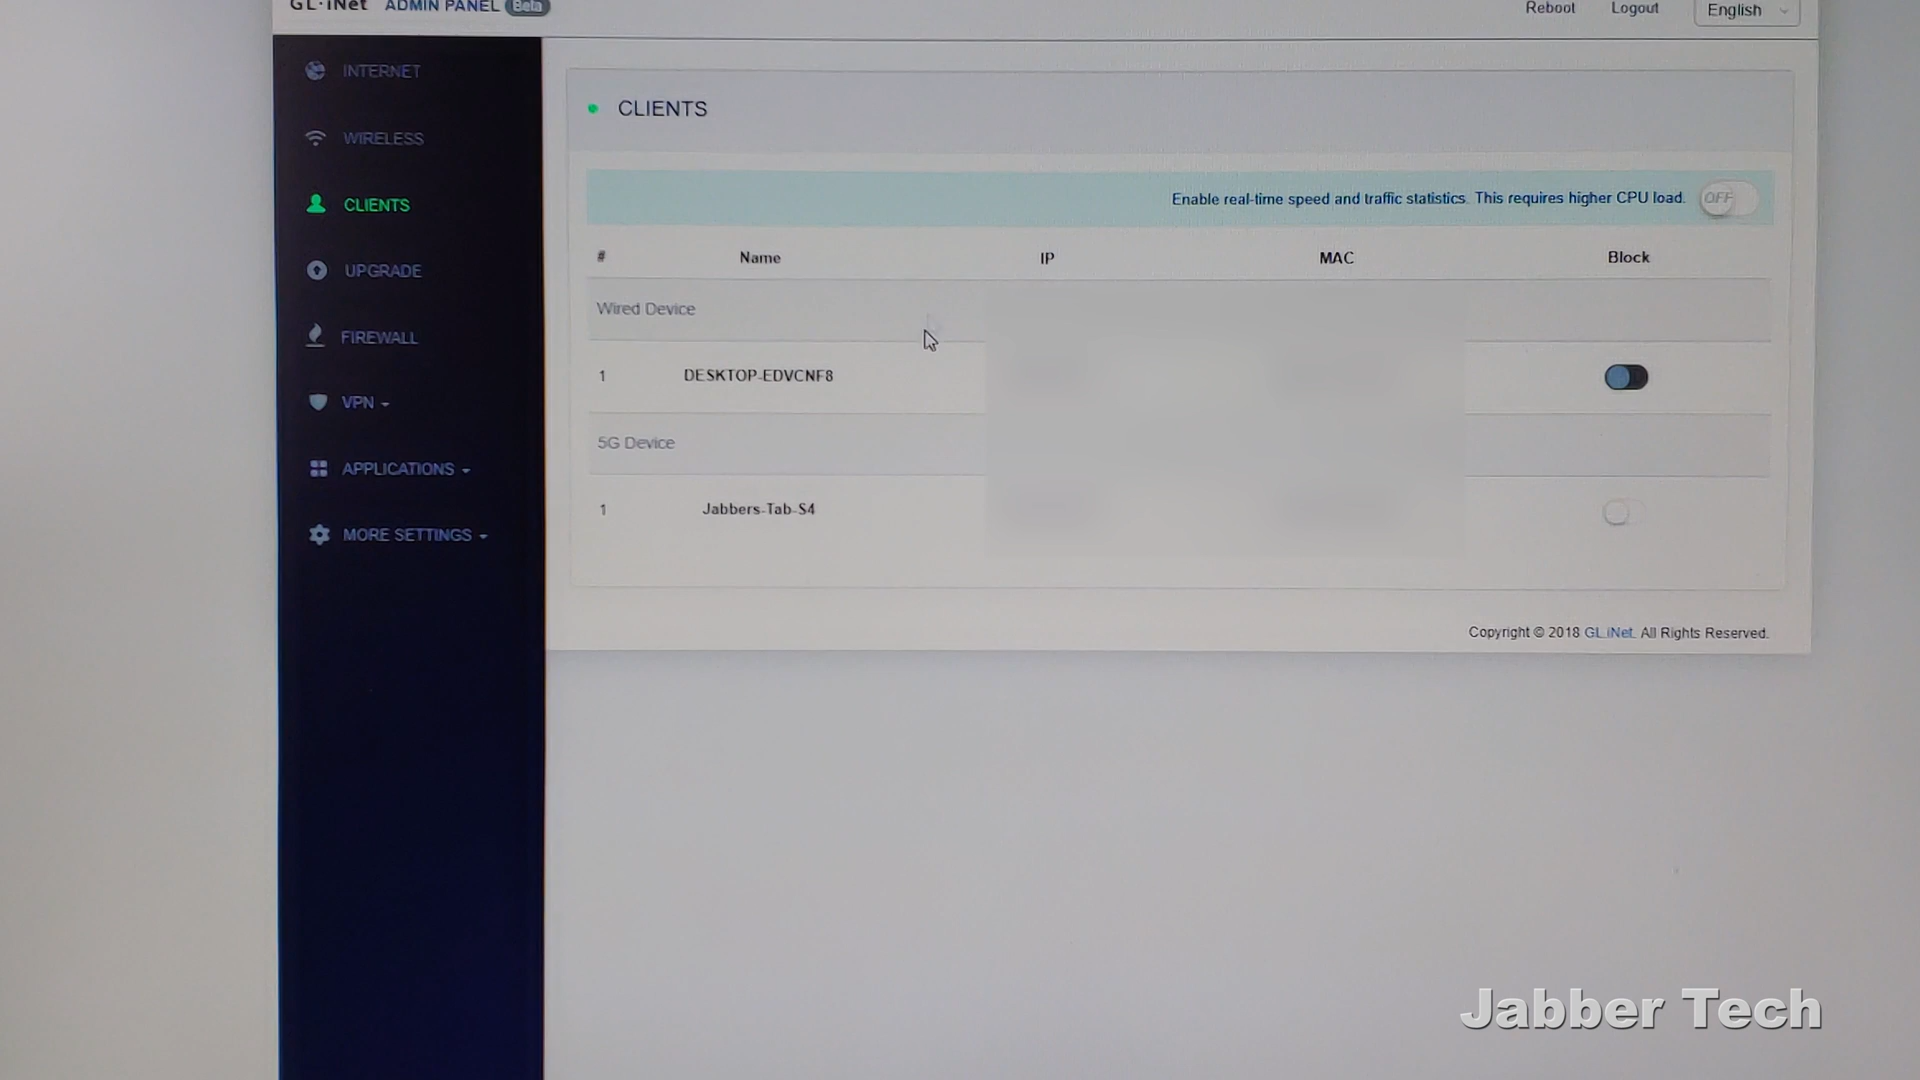 GL·iNet ADMIN PANEL Beta Reboot Logout English
INTERNET
WIRELESS
CLIENTS
UPGRADE
FIREWALL
VPN
APPLICATIONS
MORE SETTINGS
CLIENTS
Enable real-time speed and traffic statistics. This requires higher CPU load. OFF
# Name IP MAC Block
Wired Device
1 DESKTOP-EDVCNF8
5G Device
1 Jabbers-Tab-S4
Copyright © 2018 GL.iNet. All Rights Reserved.
Jabber Tech